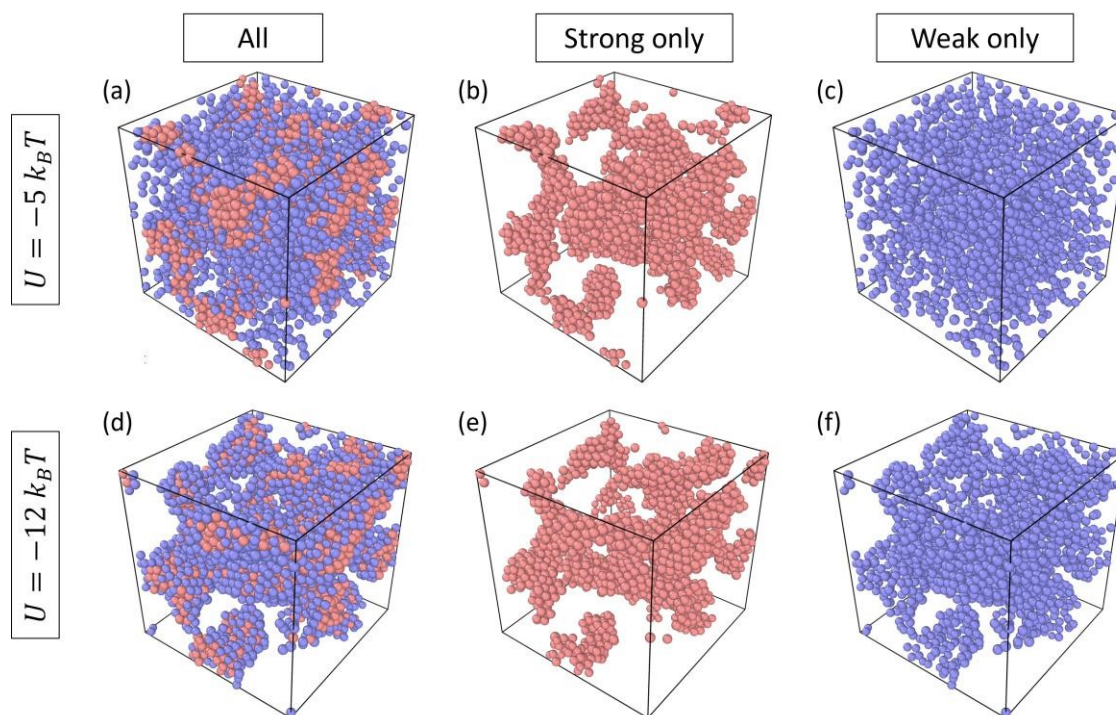 All
Strong only
Weak only
U = −5 k_BT
(a)
(b)
(c)
:
U = −12 k_BT
(d)
(e)
(f)